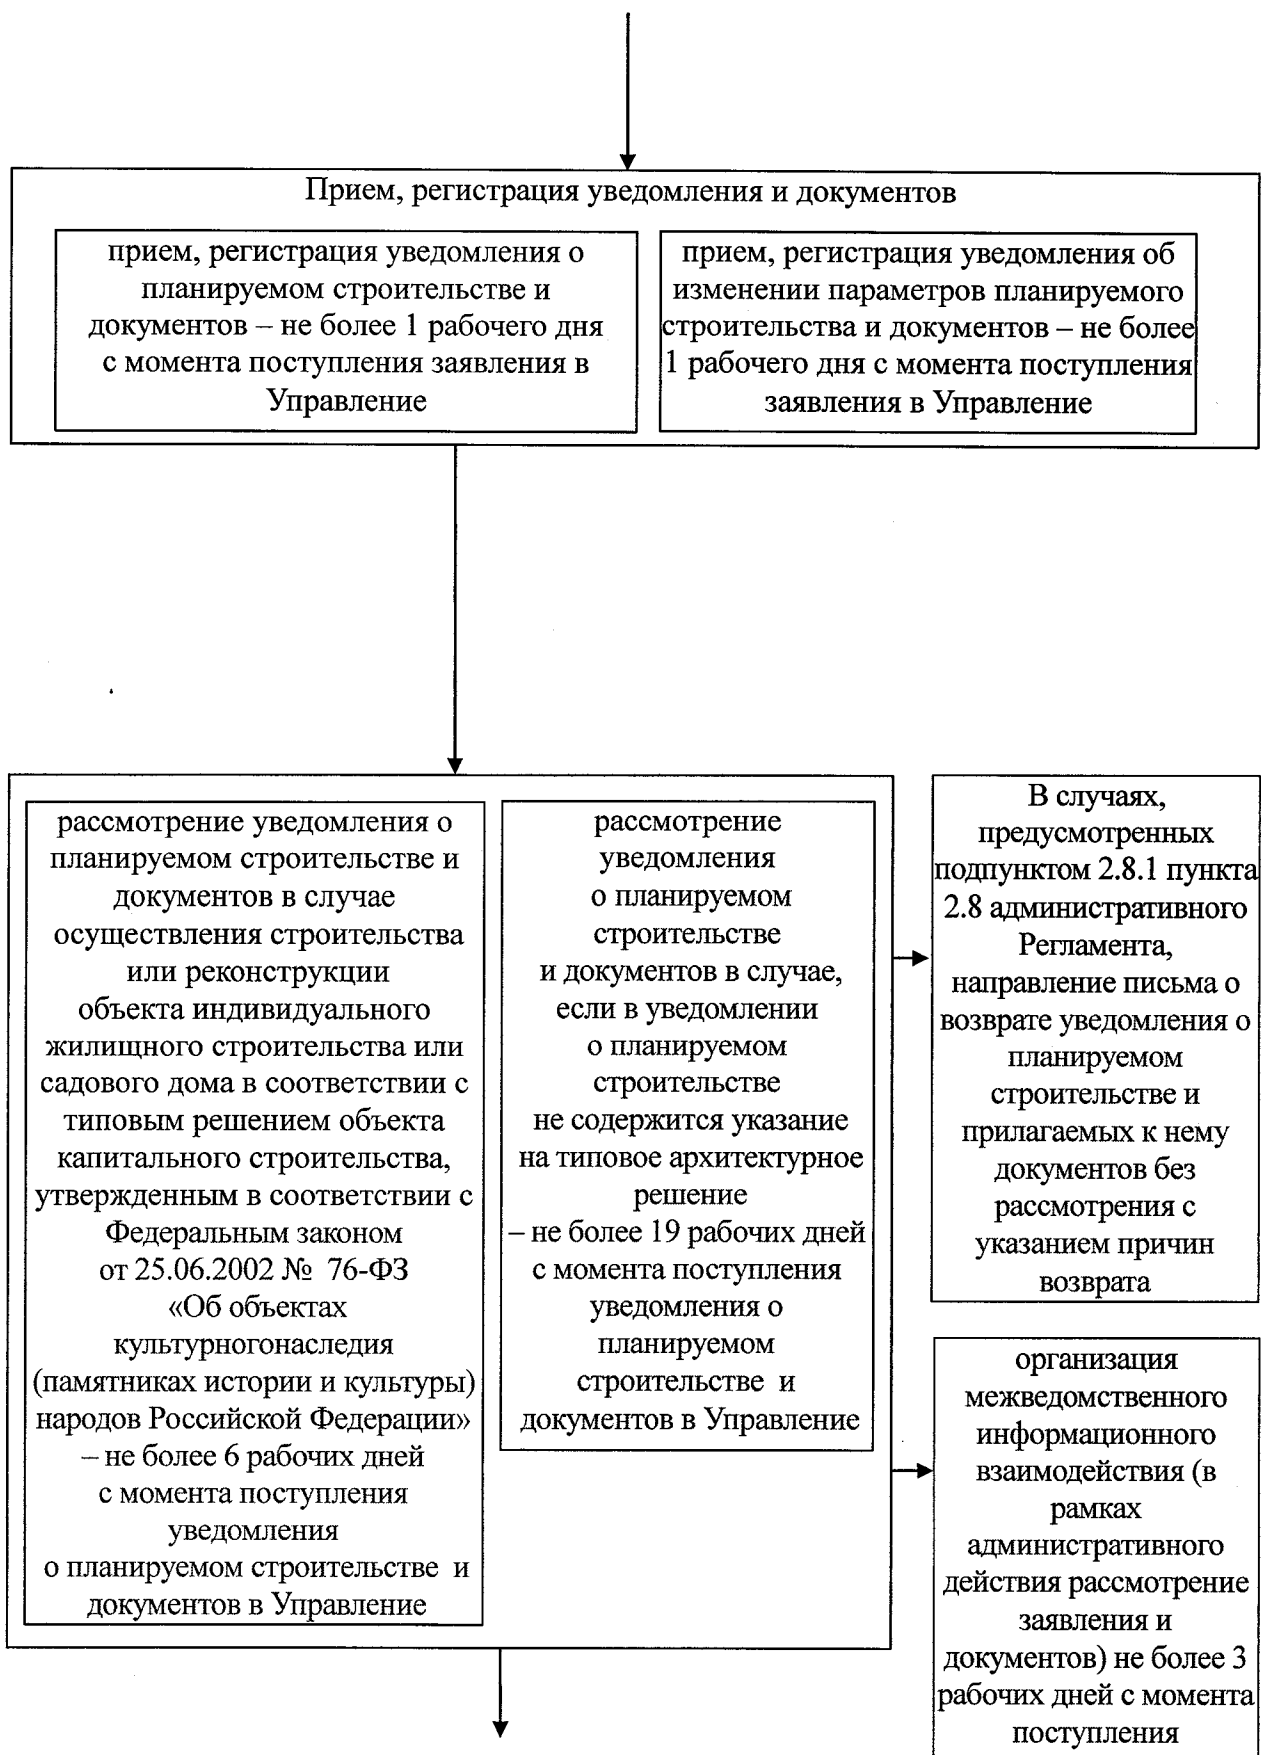 Прием, регистрация уведомления и документов
прием, регистрация уведомления о
планируемом строительстве и
документов – не более 1 рабочего дня
с момента поступления заявления в
Управление
прием, регистрация уведомления об
изменении параметров планируемого
строительства и документов – не более
1 рабочего дня с момента поступления
заявления в Управление
рассмотрение уведомления о
планируемом строительстве и
документов в случае
осуществления строительства
или реконструкции
объекта индивидуального
жилищного строительства или
садового дома в соответствии с
типовым решением объекта
капитального строительства,
утвержденным в соответствии с
Федеральным законом
от 25.06.2002 № 76-ФЗ
«Об объектах
культурногонаследия
(памятниках истории и культуры)
народов Российской Федерации»
– не более 6 рабочих дней
с момента поступления
уведомления
о планируемом строительстве и
документов в Управление
рассмотрение
уведомления
о планируемом
строительстве
и документов в случае,
если в уведомлении
о планируемом
строительстве
не содержится указание
на типовое архитектурное
решение
– не более 19 рабочих дней
с момента поступления
уведомления о
планируемом
строительстве и
документов в Управление
В случаях,
предусмотренных
подпунктом 2.8.1 пункта
2.8 административного
Регламента,
направление письма о
возврате уведомления о
планируемом
строительстве и
прилагаемых к нему
документов без
рассмотрения с
указанием причин
возврата
организация
межведомственного
информационного
взаимодействия (в
рамках
административного
действия рассмотрение
заявления и
документов) не более 3
рабочих дней с момента
поступления